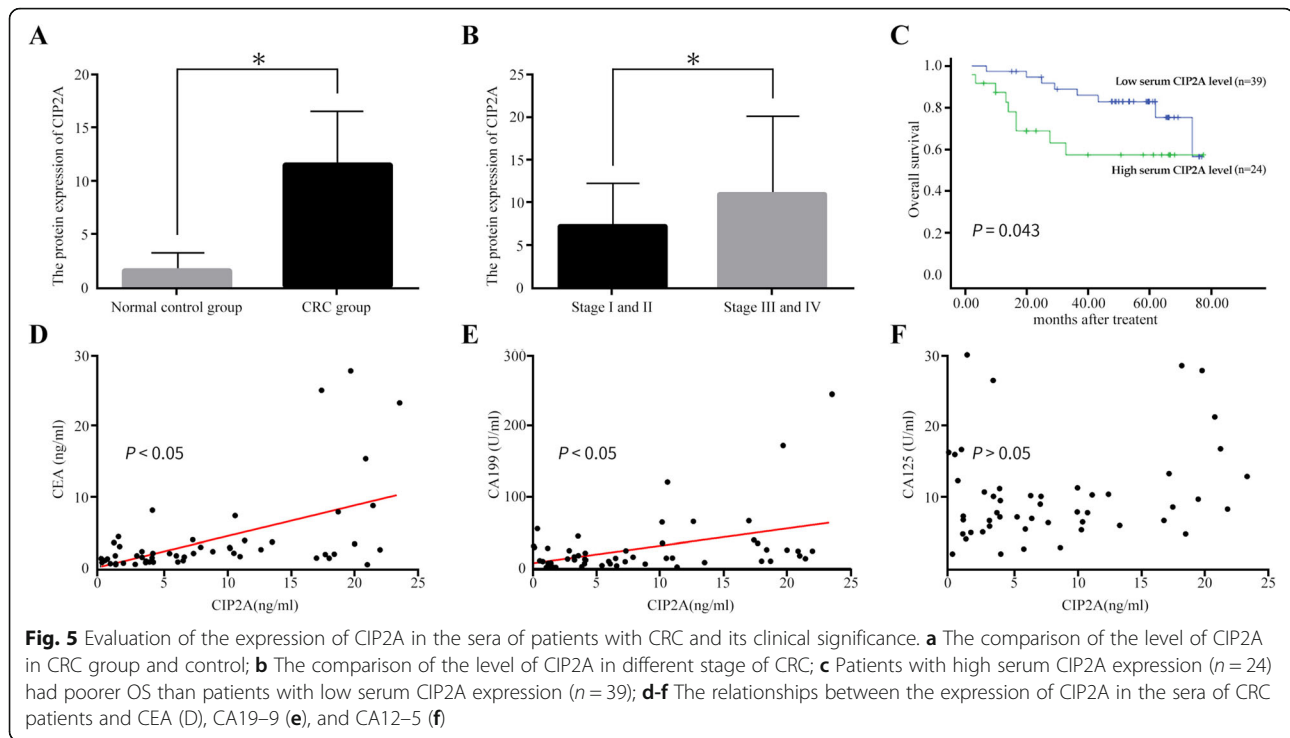 A
*
The protein expression of CIP2A
20
15
10
5
0
Normal control group
CRC group
B
*
The protein expression of CIP2A
25
20
15
10
5
0
Stage I and II
Stage III and IV
C
Overall survival
1.0
0.8
0.6
0.4
0.2
0.0
Low serum CIP2A level (n=39)
High serum CIP2A level (n=24)
P = 0.043
0.00 20.00 40.00 60.00 80.00
months after treatent
D
CEA (ng/ml)
30
20
10
0
P < 0.05
0 5 10 15 20 25
CIP2A(ng/ml)
E
CA199 (U/ml)
300
200
100
0
P < 0.05
0 5 10 15 20 25
CIP2A(ng/ml)
F
CA125 (U/ml)
30
20
10
0
P > 0.05
0 5 10 15 20 25
CIP2A(ng/ml)
Fig. 5 Evaluation of the expression of CIP2A in the sera of patients with CRC and its clinical significance. a The comparison of the level of CIP2A
in CRC group and control; b The comparison of the level of CIP2A in different stage of CRC; c Patients with high serum CIP2A expression (n = 24)
had poorer OS than patients with low serum CIP2A expression (n = 39); d-f The relationships between the expression of CIP2A in the sera of CRC
patients and CEA (D), CA19–9 (e), and CA12–5 (f)